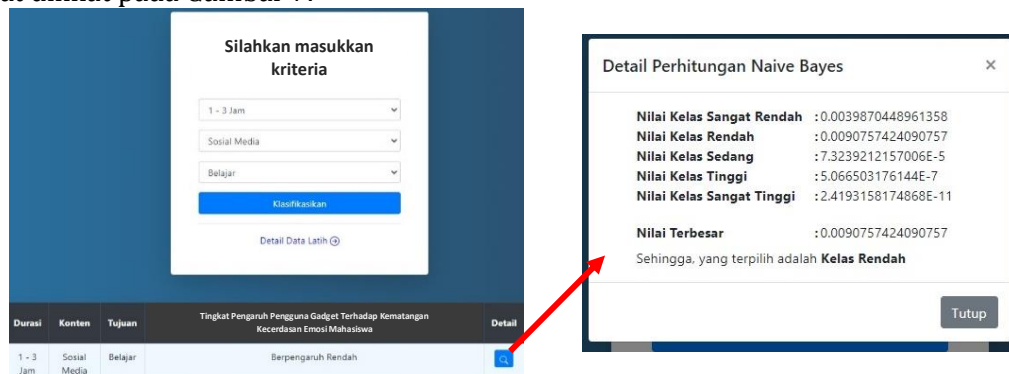 Silahkan masukkan
kriteria
1 - 3 Jam
Sosial Media
Belajar
Klasifikasikan
Detail Data Latih
Durasi Konten Tujuan Tingkat Pengaruh Pengguna Gadget Terhadap Kematangan Kecerdasan Emosi Mahasiswa Detail
1 - 3 Jam Sosial Media Belajar Berpengaruh Rendah
Detail Perhitungan Naive Bayes ×
Nilai Kelas Sangat Rendah :0.0039870448961358
Nilai Kelas Rendah :0.0090757424090757
Nilai Kelas Sedang :7.3239212157006E-5
Nilai Kelas Tinggi :5.066503176144E-7
Nilai Kelas Sangat Tinggi :2.4193158174868E-11
Nilai Terbesar :0.0090757424090757
Sehingga, yang terpilih adalah Kelas Rendah
Tutup